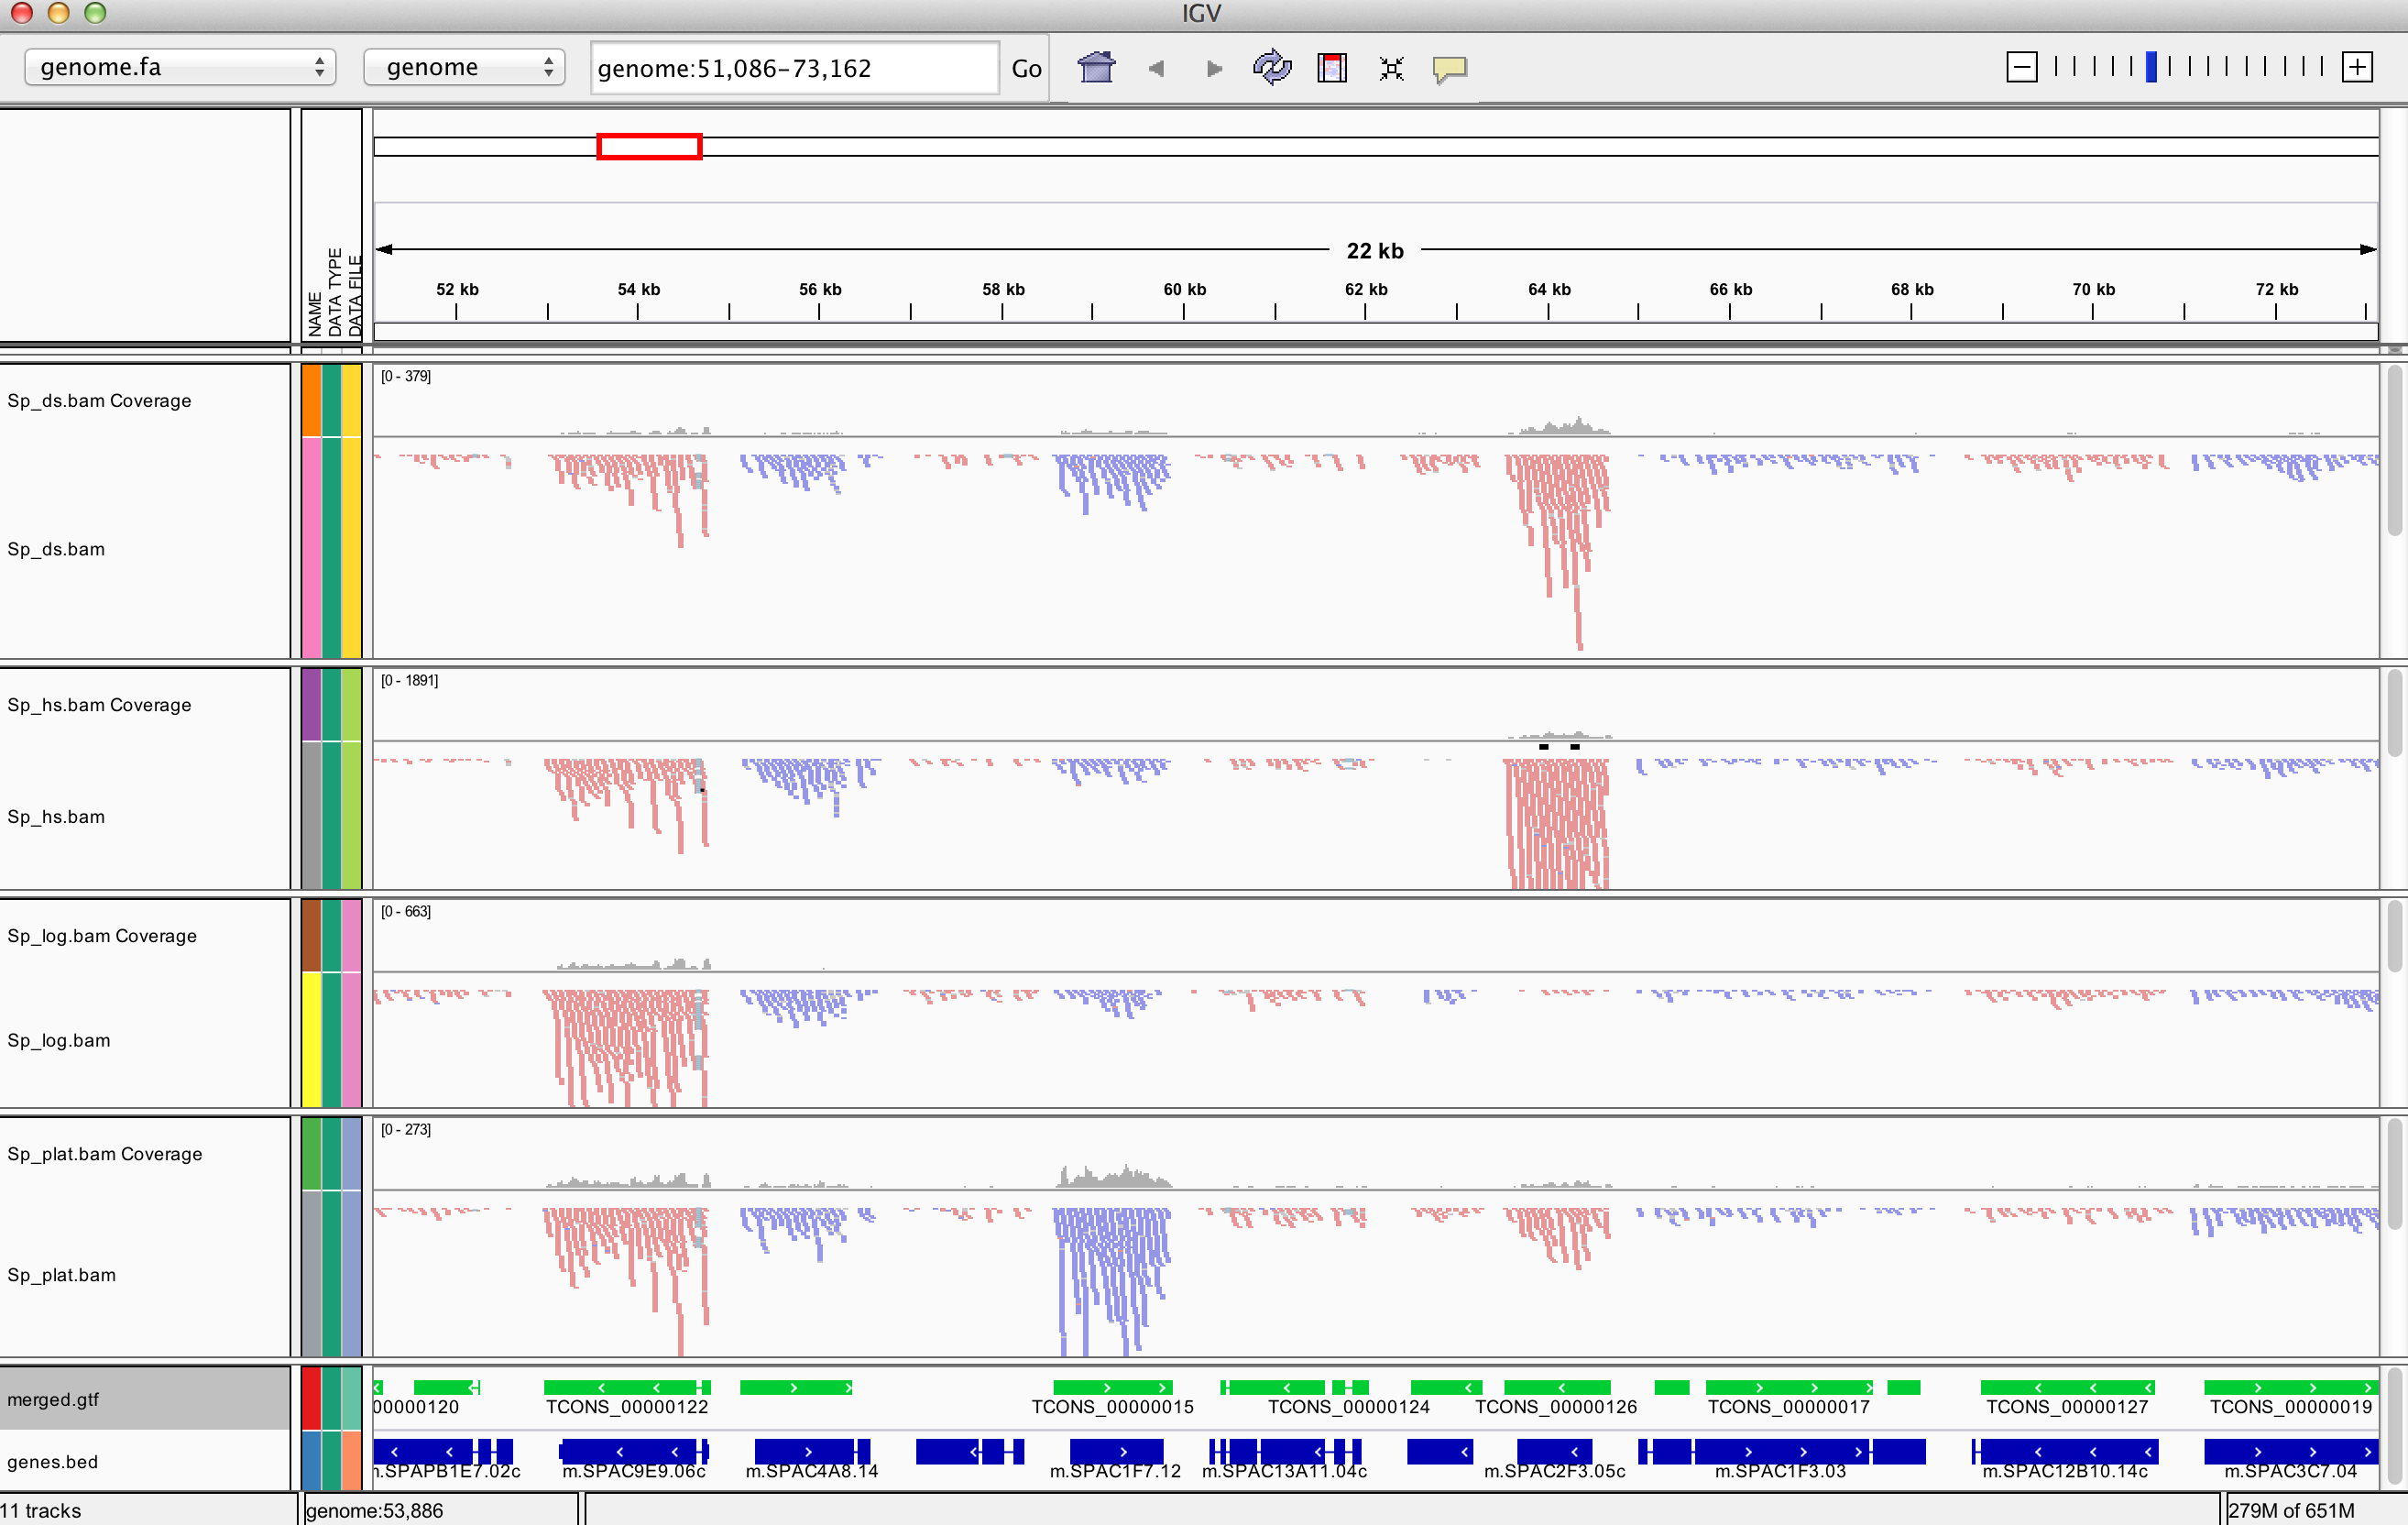 IGV
genome.fa genome genome:51,086-73,162 Go
22 kb
NAME
DATA TYPE
DATA FILE
52 kb 54 kb 56 kb 58 kb 60 kb 62 kb 64 kb 66 kb 68 kb 70 kb 72 kb
[0 - 379]
Sp_ds.bam Coverage
Sp_ds.bam
[0 - 1891]
Sp_hs.bam Coverage
Sp_hs.bam
[0 - 663]
Sp_log.bam Coverage
Sp_log.bam
[0 - 273]
Sp_plat.bam Coverage
Sp_plat.bam
merged.gtf
00000120 TCONS_00000122 TCONS_00000015 TCONS_00000124 TCONS_00000126 TCONS_00000017 TCONS_00000127 TCONS_00000019
genes.bed
m.SPAPB1E7.02c m.SPAC9E9.06c m.SPAC4A8.14 m.SPAC1F7.12 m.SPAC13A11.04c m.SPAC2F3.05c m.SPAC1F3.03 m.SPAC12B10.14c m.SPAC3C7.04
11 tracks genome:53,886 279M of 651M